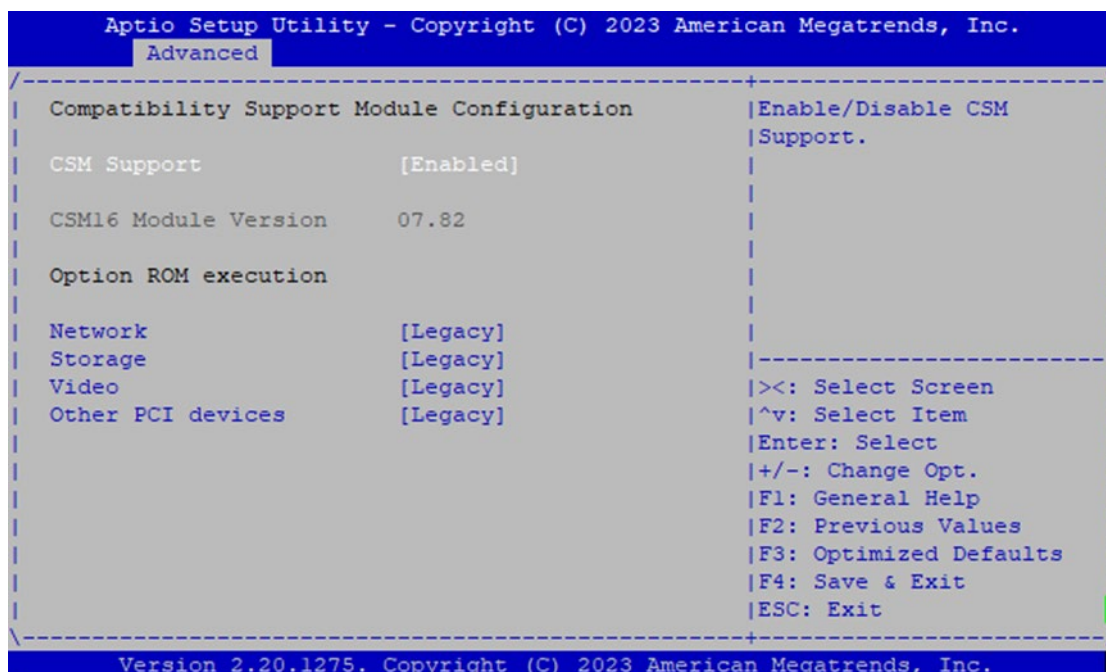 Aptio Setup Utility - Copyright (C) 2023 American Megatrends, Inc.
Advanced
Compatibility Support Module Configuration
CSM Support [Enabled]
CSM16 Module Version 07.82
Option ROM execution
Network [Legacy]
Storage [Legacy]
Video [Legacy]
Other PCI devices [Legacy]
Enable/Disable CSM
Support.
><: Select Screen
^v: Select Item
Enter: Select
+/-: Change Opt.
F1: General Help
F2: Previous Values
F3: Optimized Defaults
F4: Save & Exit
ESC: Exit
Version 2.20.1275. Copyright (C) 2023 American Megatrends, Inc.